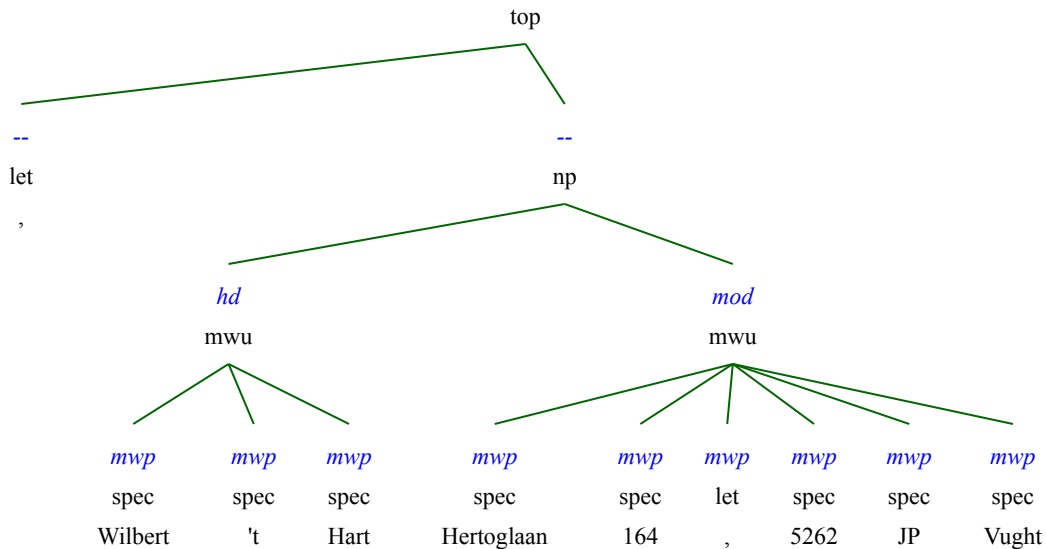 top
-- --
let np
,
hd mod
mwu mwu
mwp mwp mwp mwp mwp mwp mwp mwp mwp
spec spec spec spec spec let spec spec spec
Wilbert 't Hart Hertoglaan 164 , 5262 JP Vught